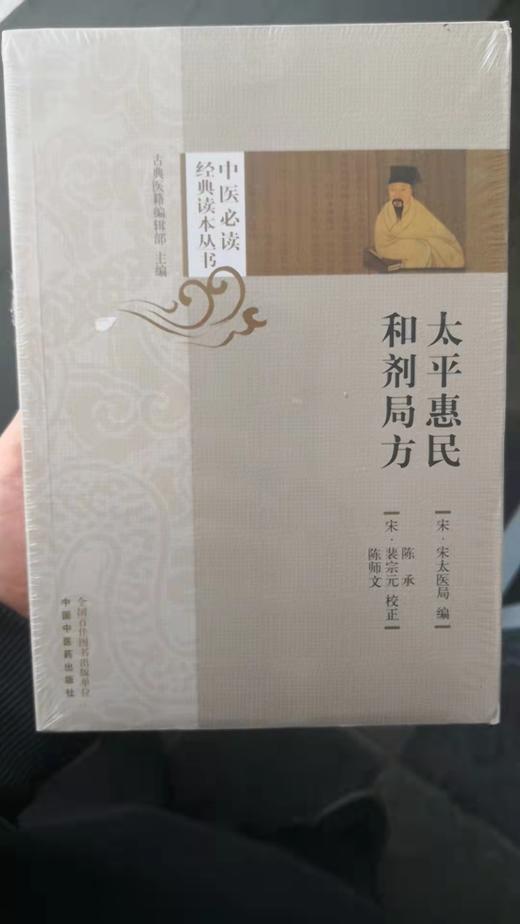 太平惠民
和剂局方
宋·宋太医局 编
陈 承
宋·裴宗元 校正
陈师文
中医必读
经典读本丛书
古典医籍编辑部 主编
全国百佳图书出版单位
中国中医药出版社